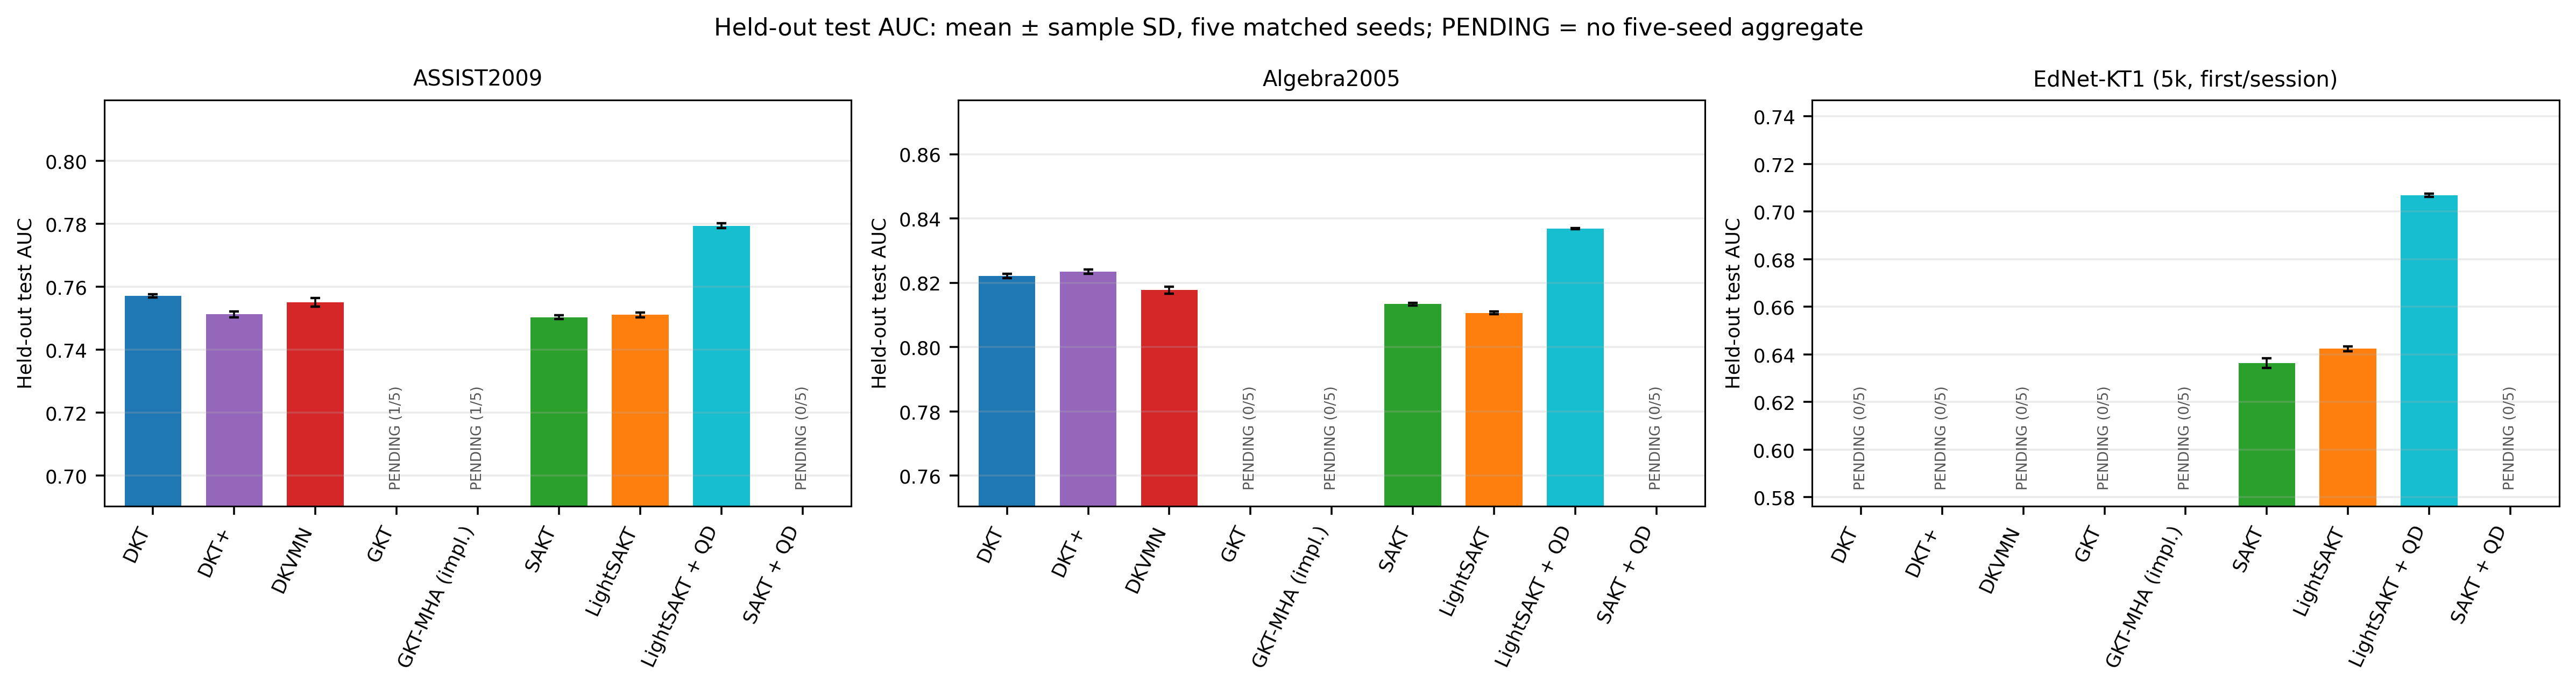 Held-out test AUC: mean ± sample SD, five matched seeds; PENDING = no five-seed aggregate
ASSIST2009
Held-out test AUC
0.80
0.78
0.76
0.74
0.72
0.70
PENDING (1/5)
PENDING (1/5)
PENDING (0/5)
DKT
DKT+
DKVMN
GKT
GKT-MHA (impl.)
SAKT
LightSAKT
LightSAKT + QD
SAKT + QD
Algebra2005
Held-out test AUC
0.86
0.84
0.82
0.80
0.78
0.76
PENDING (0/5)
PENDING (0/5)
PENDING (0/5)
DKT
DKT+
DKVMN
GKT
GKT-MHA (impl.)
SAKT
LightSAKT
LightSAKT + QD
SAKT + QD
EdNet-KT1 (5k, first/session)
Held-out test AUC
0.74
0.72
0.70
0.68
0.66
0.64
0.62
0.60
0.58
PENDING (0/5)
PENDING (0/5)
PENDING (0/5)
PENDING (0/5)
PENDING (0/5)
PENDING (0/5)
DKT
DKT+
DKVMN
GKT
GKT-MHA (impl.)
SAKT
LightSAKT
LightSAKT + QD
SAKT + QD